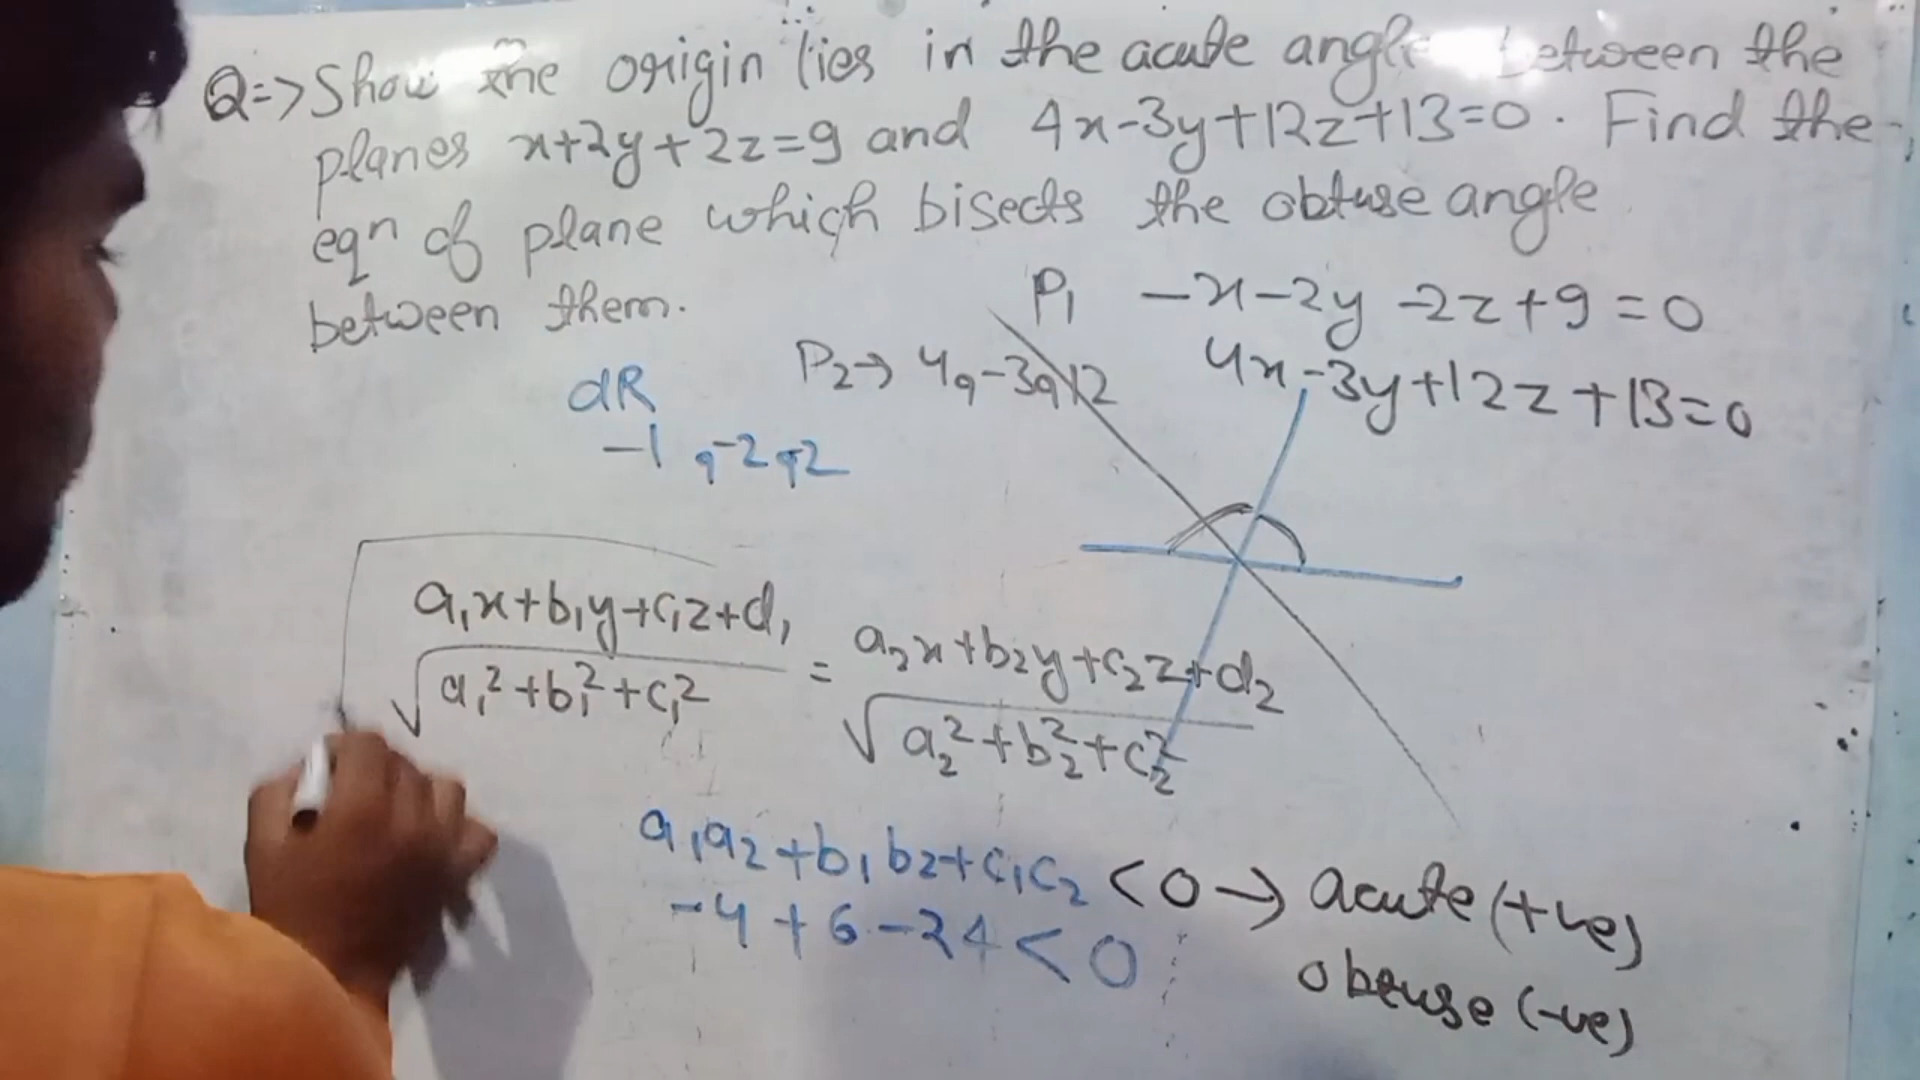 Q=> Show the origin lies in the acute angle between the
planes x+2y+2z=9 and 4x-3y+12z+13=0. Find the
eqn of plane which bisects the obtuse angle
between them.
P1 -x-2y-2z+9=0
P2→ 4,-3,12 4x-3y+12z+13=0
dR
-1,-2,-2
a₁x+b₁y+c₁z+d₁ / √(a₁²+b₁²+c₁²) = a₂x+b₂y+c₂z+d₂ / √(a₂²+b₂²+c₂²)
a₁a₂+b₁b₂+c₁c₂ <0 → acute (+ve)
-4+6-24<0
obtuse (-ve)